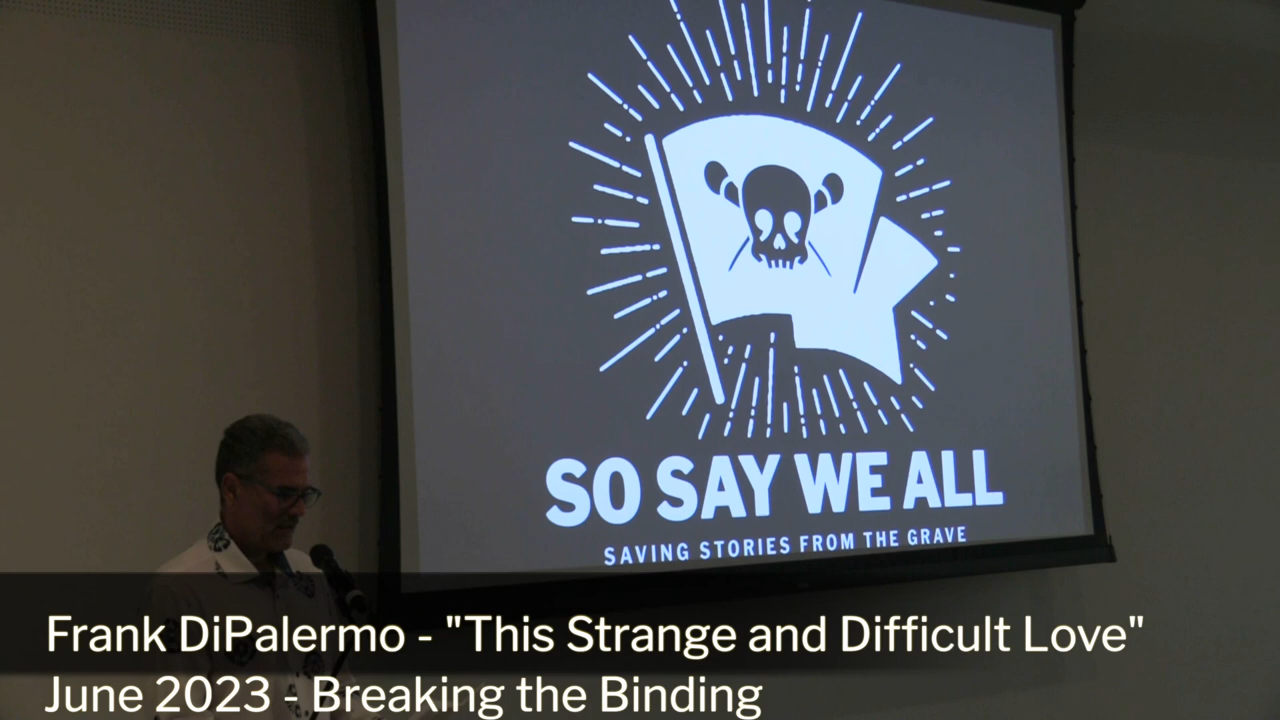 SO SAY WE ALL
SAVING STORIES FROM THE GRAVE
Frank DiPalermo - "This Strange and Difficult Love"
June 2023 - Breaking the Binding